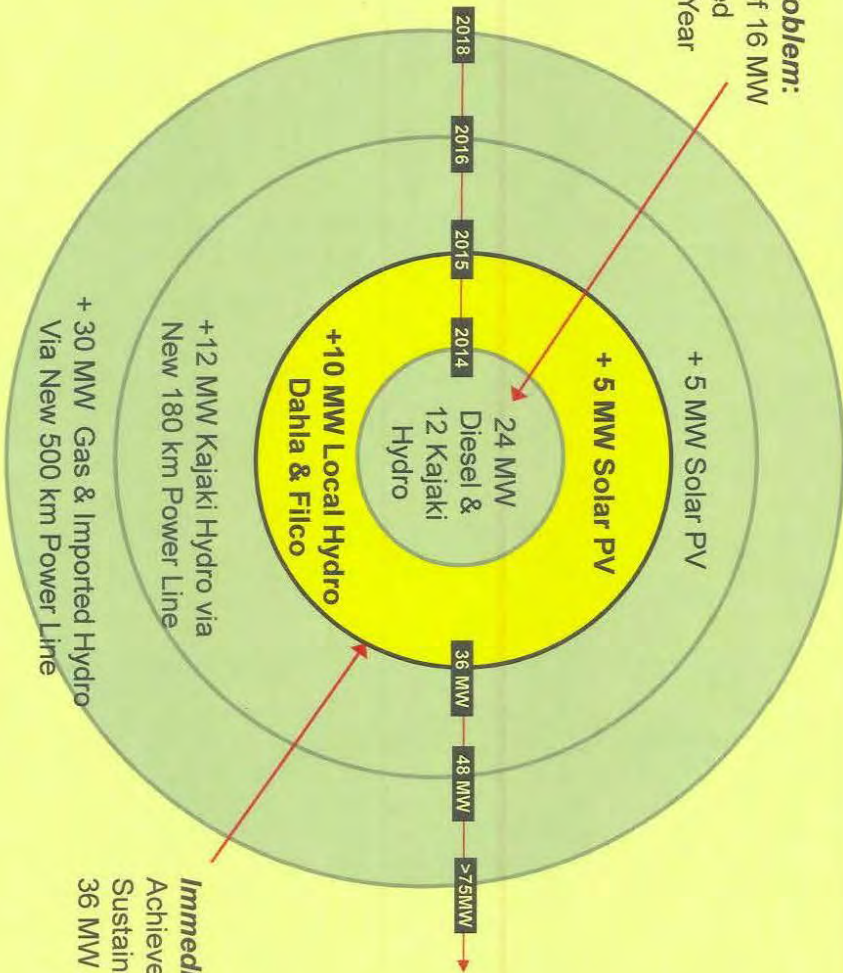 oblem:
f 16 MW
ed
Year
2018
2016
2015
2014
+ 5 MW Solar PV
+ 5 MW Solar PV
24 MW
Diesel &
12 Kajaki
Hydro
+10 MW Local Hydro
Dahla & Filco
+12 MW Kajaki Hydro via
New 180 km Power Line
+ 30 MW Gas & Imported Hydro
Via New 500 km Power Line
36 MW
48 MW
>75MW
Immedi
Achieve
Sustain
36 MW